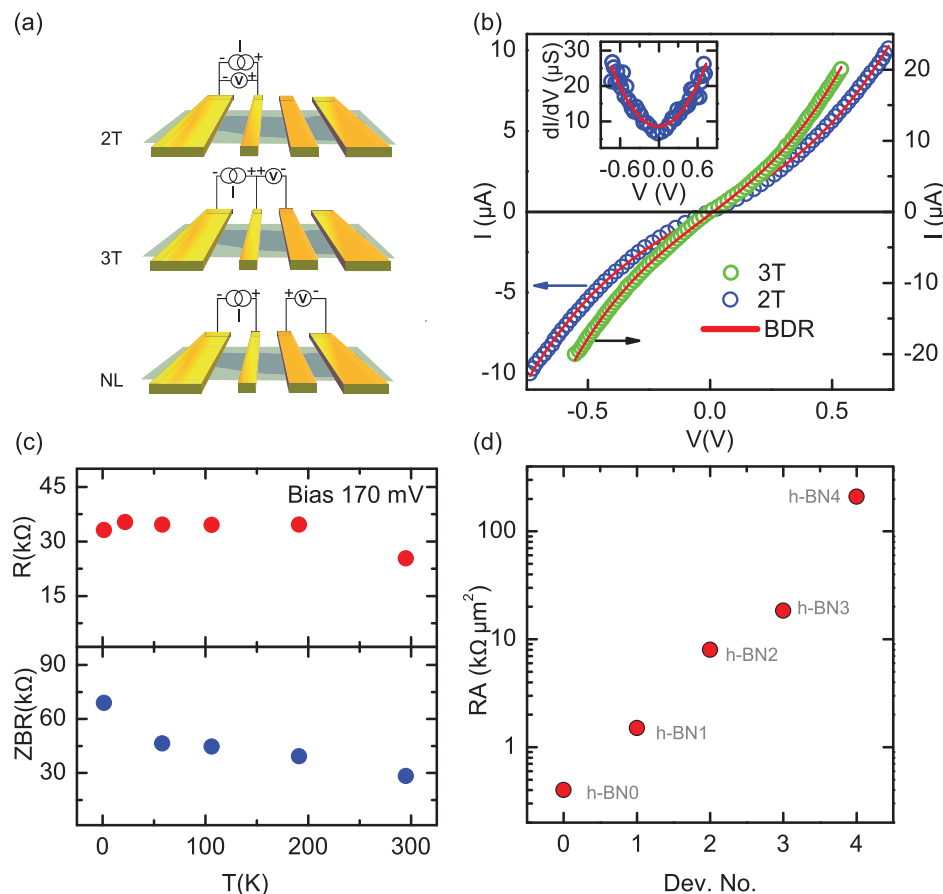 (a)
I
- +
- V +
2T
- ++ V -
I
3T
- + + V -
I
NL
(b)
10
5
0
-5
-10
I (µA)
20
10
0
-10
-20
I (µA)
-0.5 0.0 0.5
V(V)
30
20
10
dI/dV (µS)
-0.6 0.0 0.6
V (V)
3T
2T
BDR
(c)
45
30
15
R(kΩ)
Bias 170 mV
90
60
30
ZBR(kΩ)
0 100 200 300
T(K)
(d)
100
10
1
RA (kΩ µm²)
h-BN4
h-BN3
h-BN2
h-BN1
h-BN0
0 1 2 3 4
Dev. No.